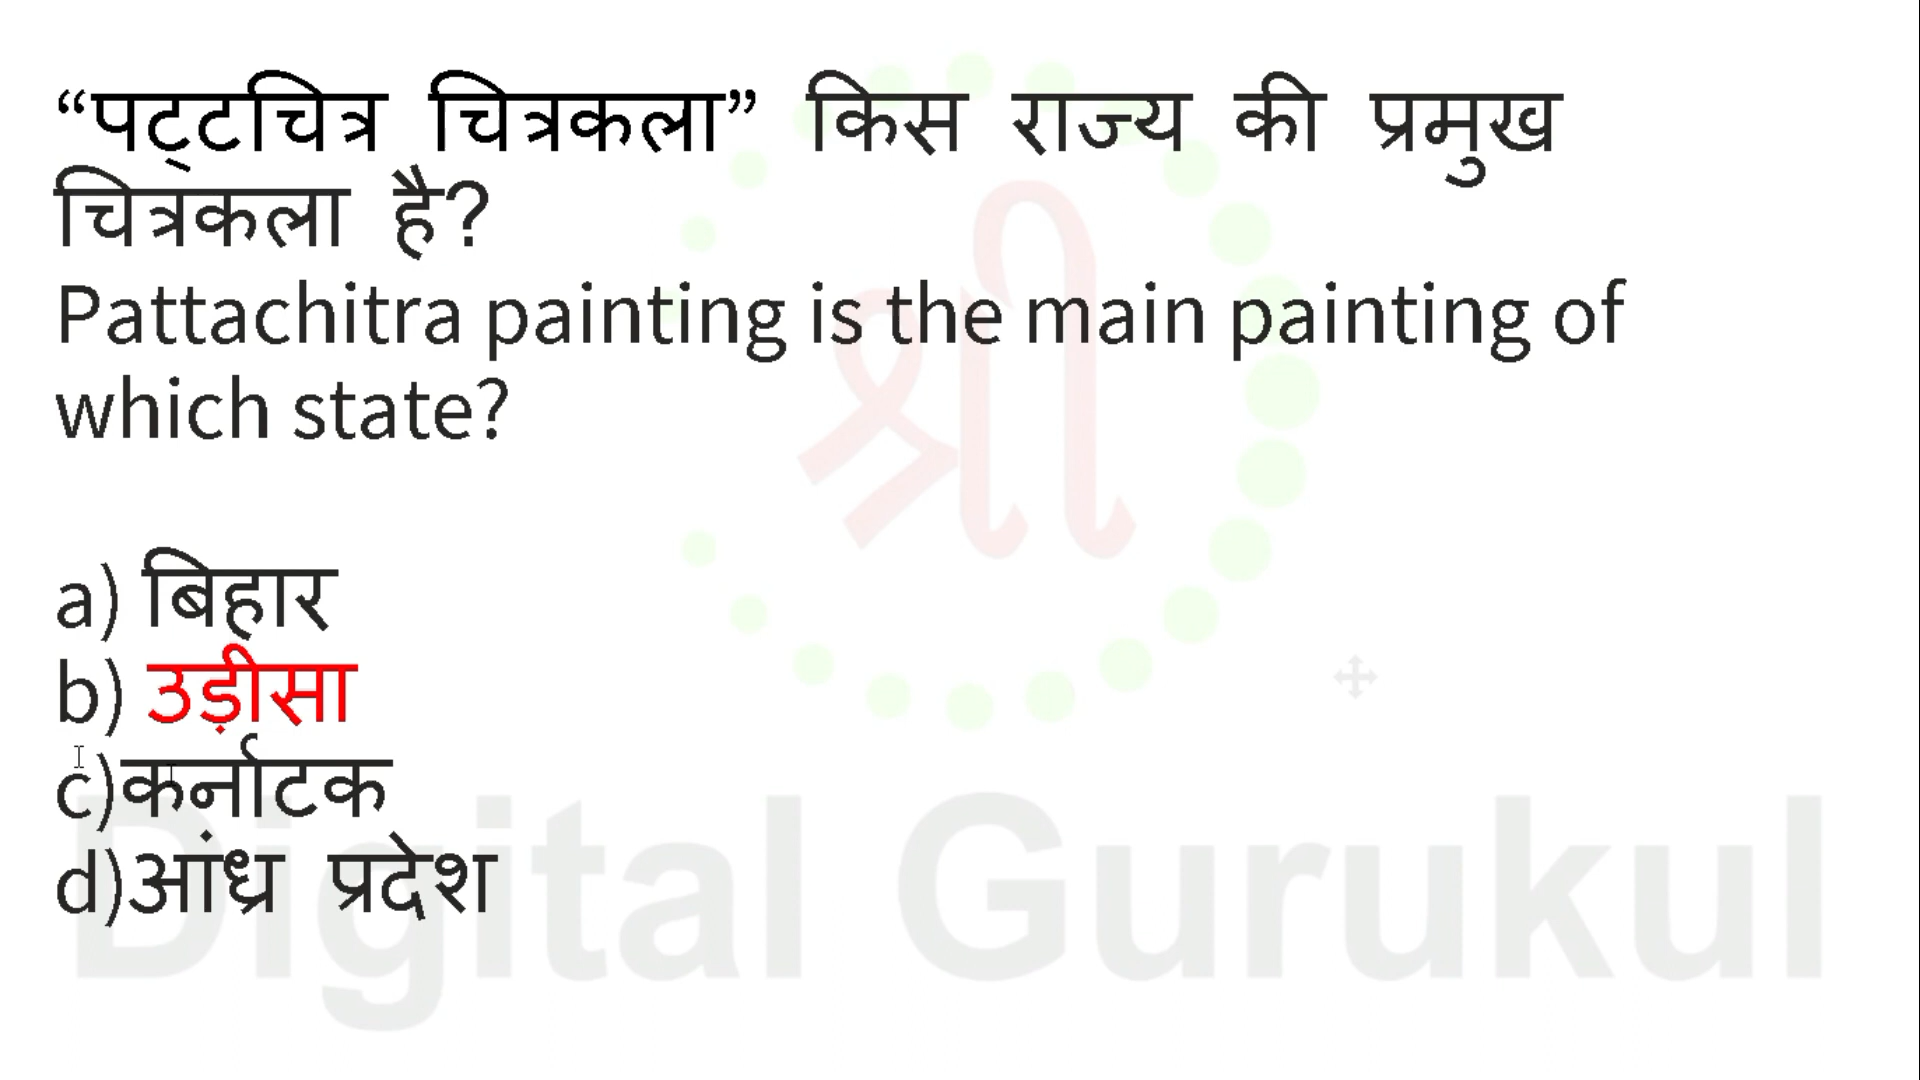 “पट्टचित्र चित्रकला” किस राज्य की प्रमुख
चित्रकला है?
Pattachitra painting is the main painting of
which state?
a) बिहार
b) उड़ीसा
c)कर्नाटक
d)आंध्र प्रदेश
श्री
Digital Gurukul